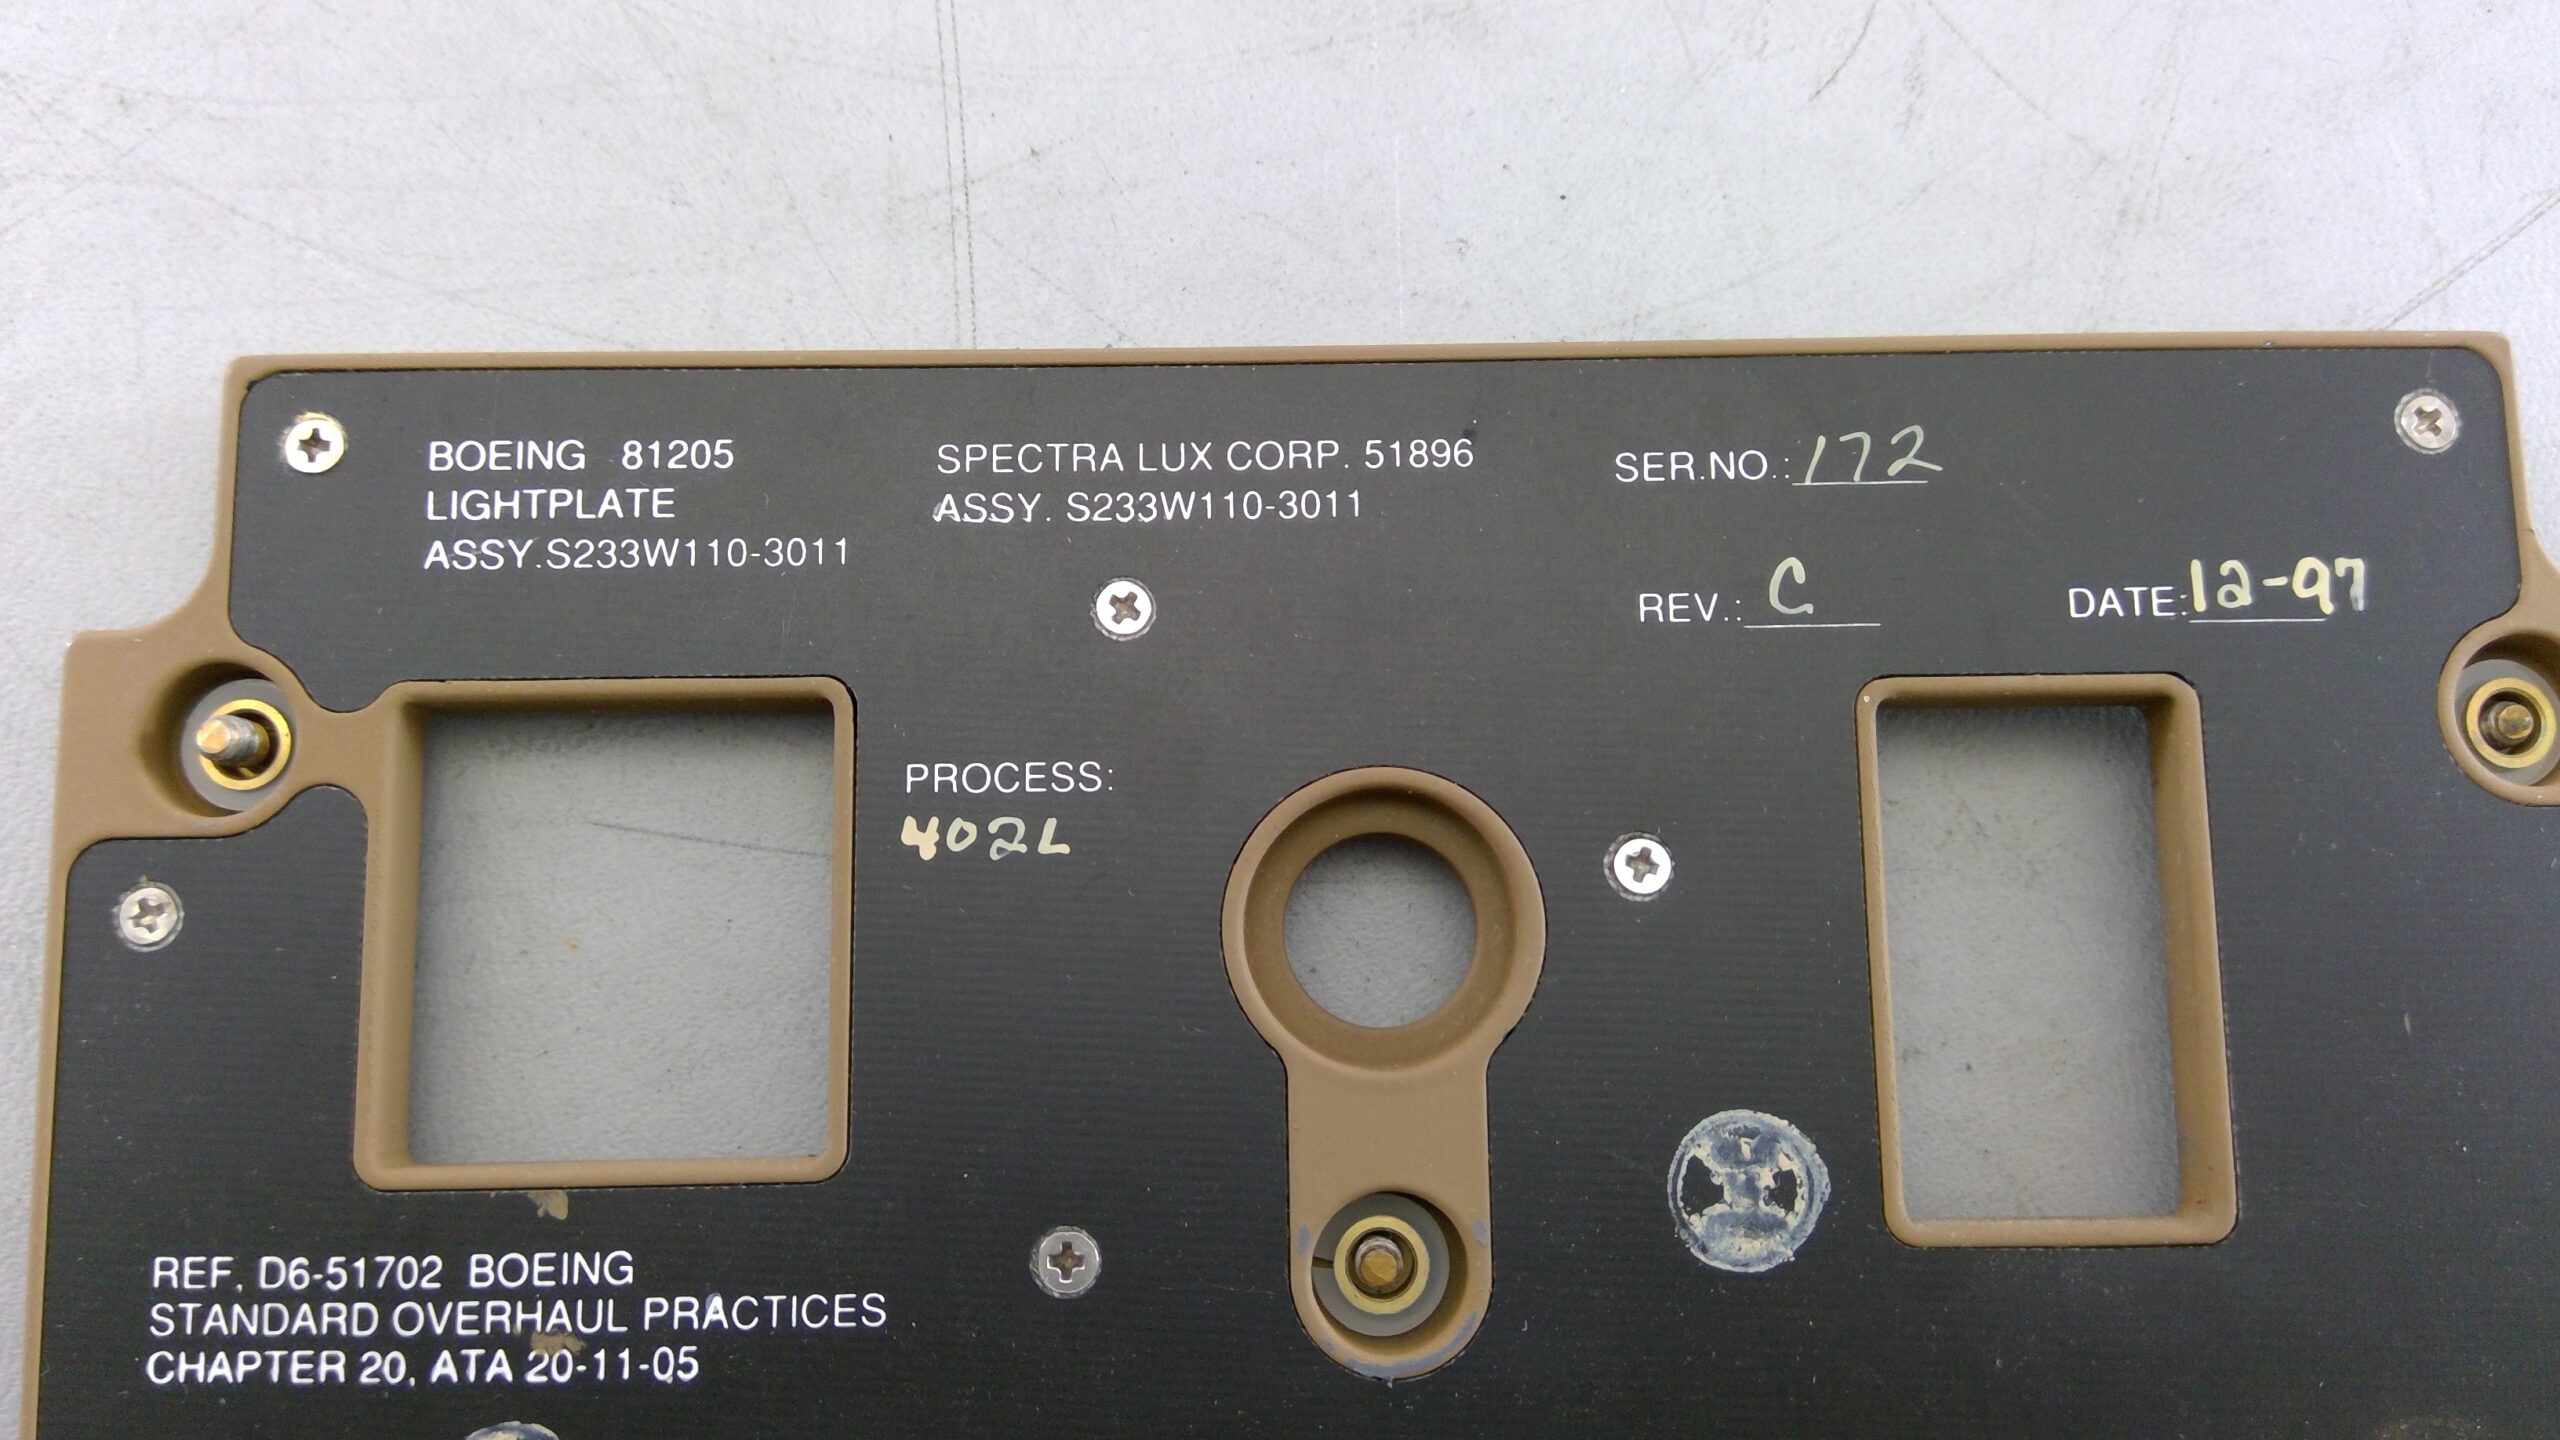 BOEING 81205
LIGHTPLATE
ASSY.S233W110-3011
SPECTRA LUX CORP. 51896
ASSY. S233W110-3011
SER.NO.: 172
REV.: C
DATE: 12-97
PROCESS:
402L
REF. D6-51702 BOEING
STANDARD OVERHAUL PRACTICES
CHAPTER 20, ATA 20-11-05